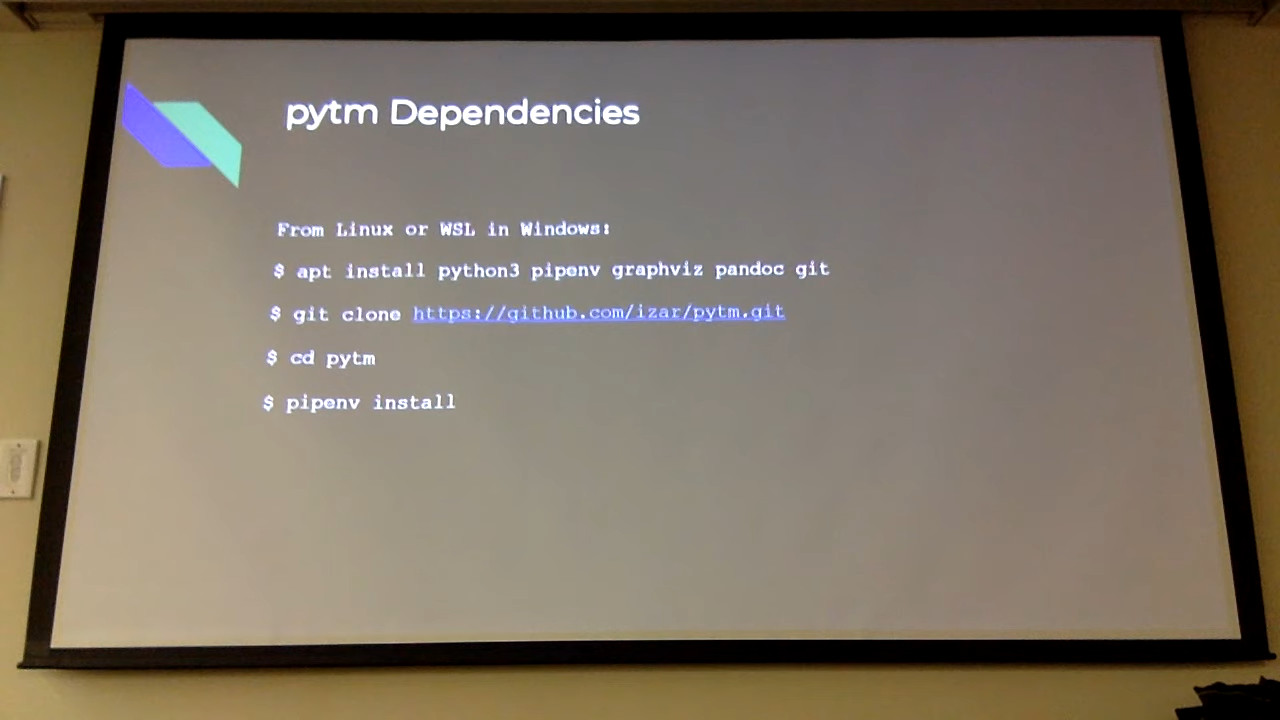 pytm Dependencies
From Linux or WSL in Windows:
$ apt install python3 pipenv graphviz pandoc git
$ git clone https://github.com/izar/pytm.git
$ cd pytm
$ pipenv install